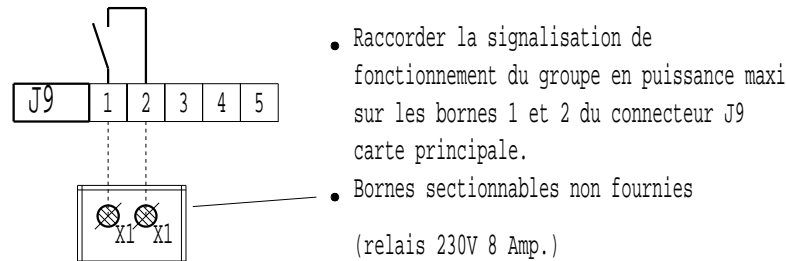 J9 1 2 3 4 5
X1 X1
Raccorder la signalisation de
fonctionnement du groupe en puissance maxi
sur les bornes 1 et 2 du connecteur J9
carte principale.
Bornes sectionnables non fournies
(relais 230V 8 Amp.)